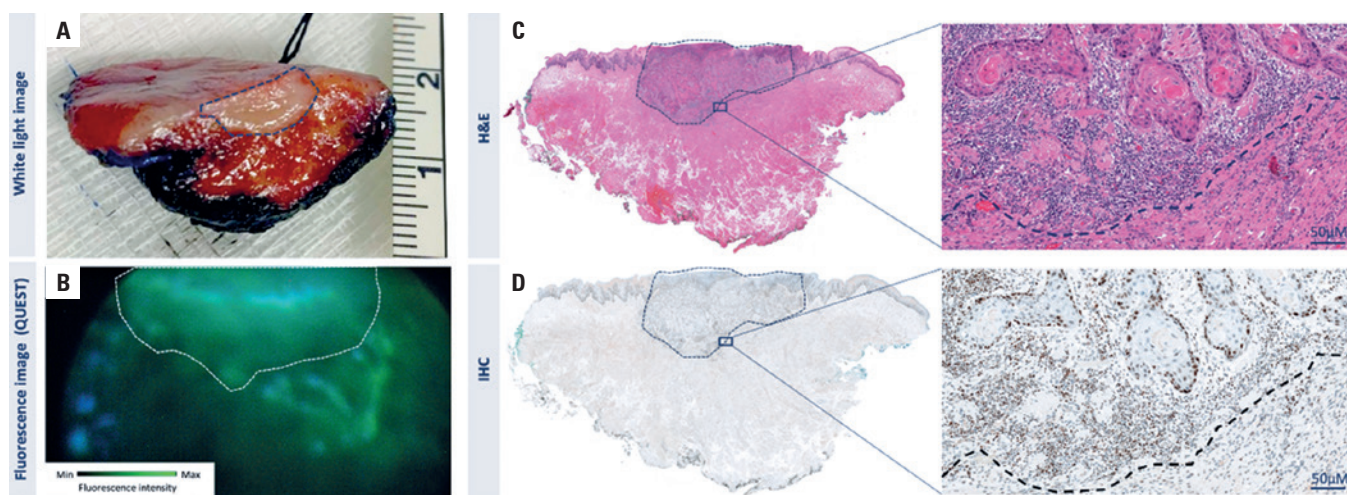 A
White light image
2
1
B
Fluorescence image (QUEST)
Min
Max
Fluorescence intensity
C
H&E
50µM
D
IHC
50µM